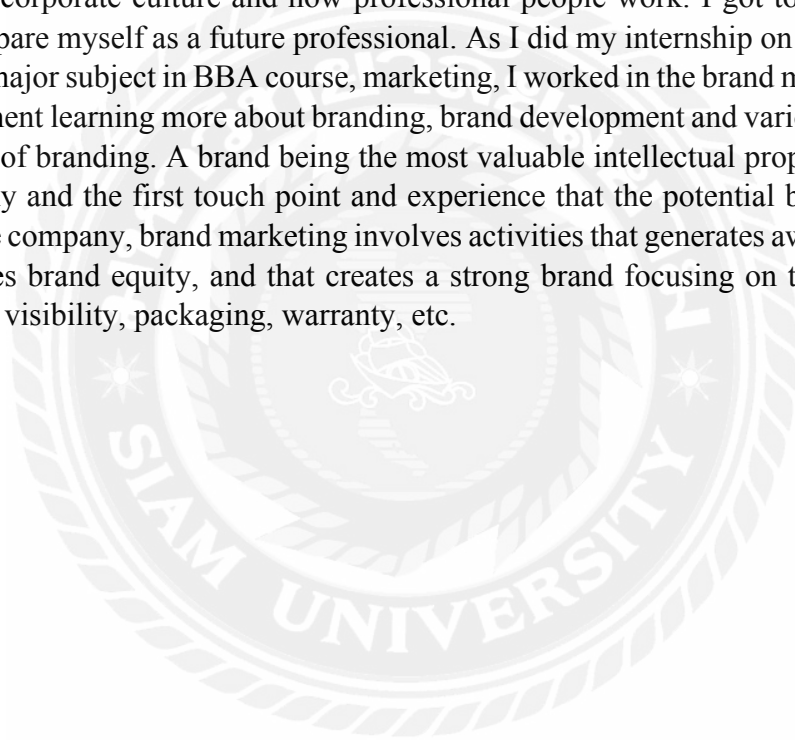 corporate culture and how professional people work. I got to
pare myself as a future professional. As I did my internship on
major subject in BBA course, marketing, I worked in the brand m
ent learning more about branding, brand development and vari
of branding. A brand being the most valuable intellectual prop
y and the first touch point and experience that the potential b
company, brand marketing involves activities that generates aw
es brand equity, and that creates a strong brand focusing on t
visibility, packaging, warranty, etc.
SIAM UNIVERSITY